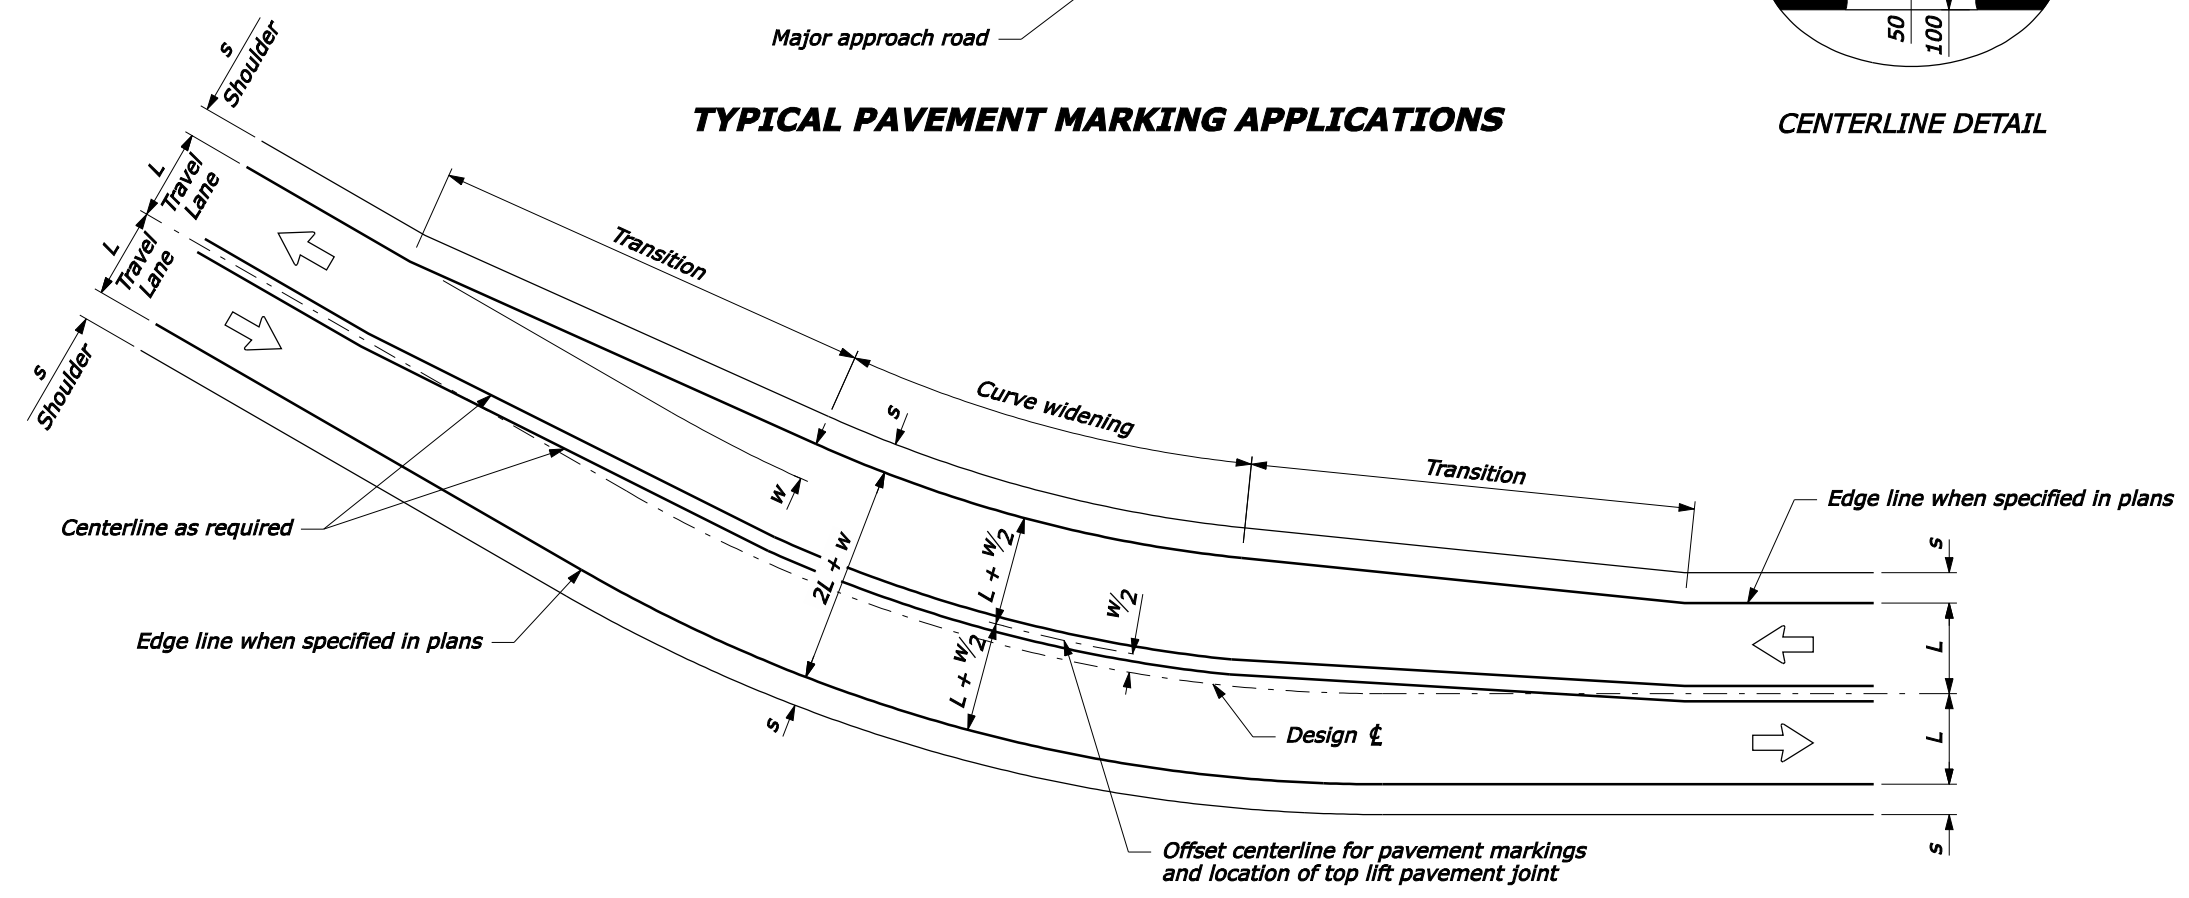 Major approach road
50
100
TYPICAL PAVEMENT MARKING APPLICATIONS
CENTERLINE DETAIL
s
Shoulder
L
Travel
Lane
L
Travel
Lane
s
Shoulder
Transition
Curve widening
s
Transition
w
Edge line when specified in plans
Centerline as required
2L + w
L + w/2
L + w/2
w/2
s
L
L
s
Edge line when specified in plans
s
Design ℄
Offset centerline for pavement markings
and location of top lift pavement joint